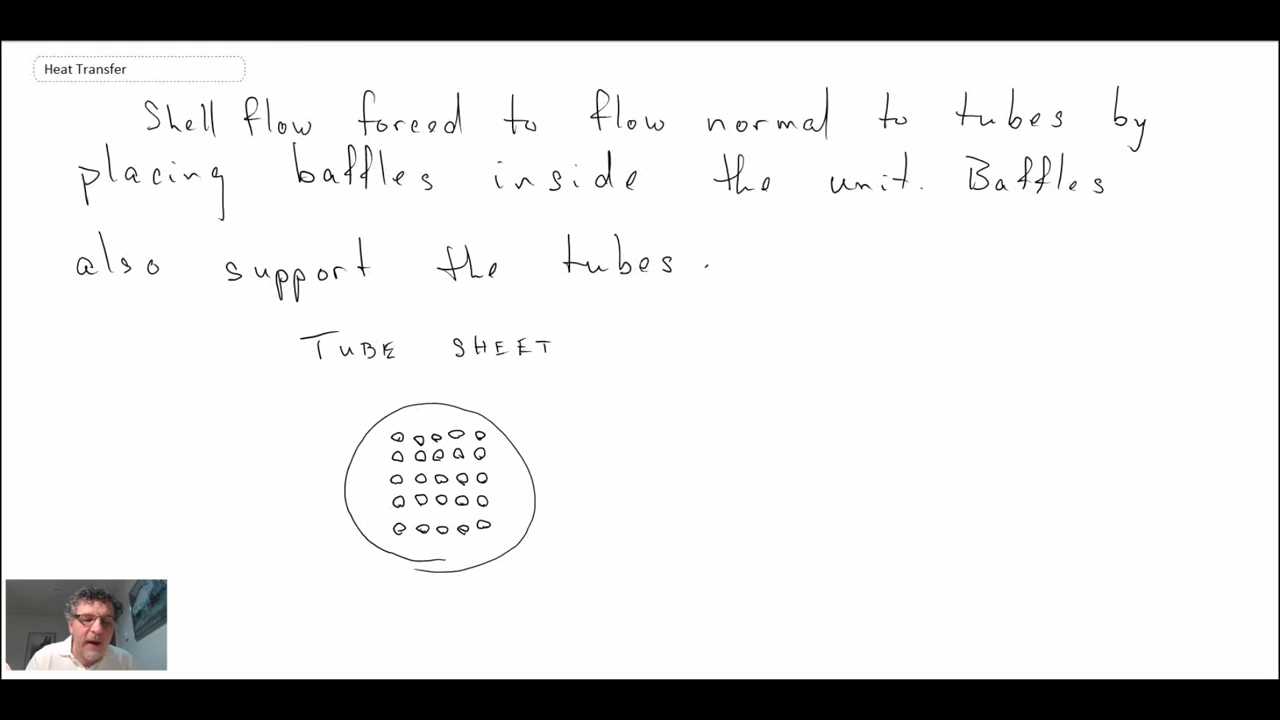 Heat Transfer
Shell flow forced to flow normal to tubes by
placing baffles inside the unit. Baffles
also support the tubes.
TUBE SHEET